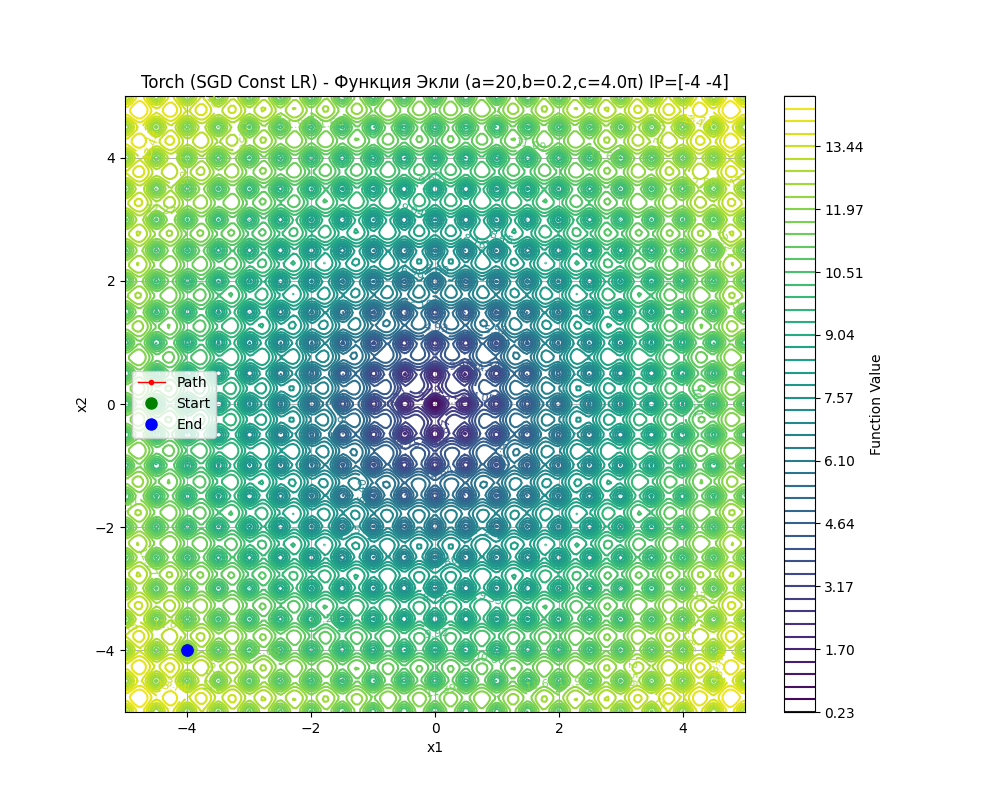 Torch (SGD Const LR) - Функция Экли (a=20,b=0.2,c=4.0π) IP=[-4 -4]
x2
4
2
0
−2
−4
Path
Start
End
−4
−2
0
2
4
x1
13.44
11.97
10.51
9.04
7.57
6.10
4.64
3.17
1.70
0.23
Function Value